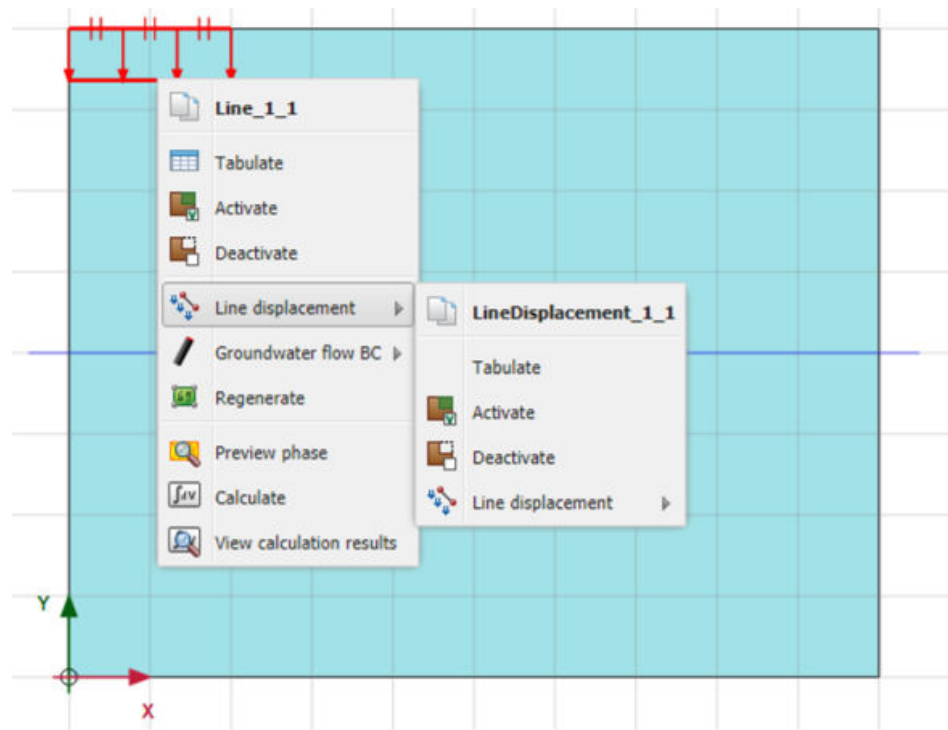 Line_1_1
Tabulate
Activate
Deactivate
Line displacement
Groundwater flow BC
Regenerate
Preview phase
Calculate
View calculation results
LineDisplacement_1_1
Tabulate
Activate
Deactivate
Line displacement
Y
X